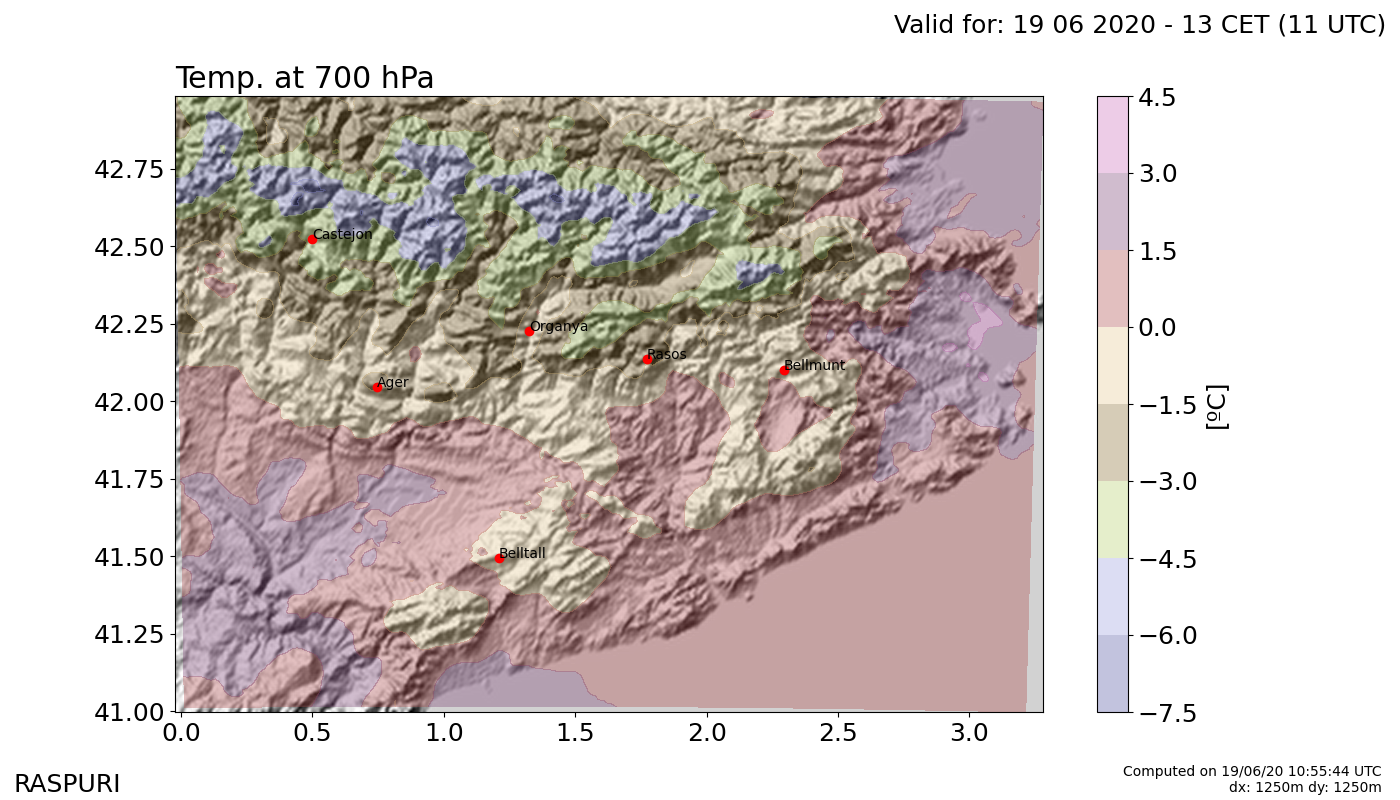 Valid for: 19 06 2020 - 13 CET (11 UTC)
Temp. at 700 hPa
4.5
3.0
1.5
0.0
−1.5
−3.0
−4.5
−6.0
−7.5
[ºC]
42.75
42.50
42.25
42.00
41.75
41.50
41.25
41.00
Castejon
Organya
Rasos
Bellmunt
Ager
Belltall
0.0
0.5
1.0
1.5
2.0
2.5
3.0
RASPURI
Computed on 19/06/20 10:55:44 UTC
dx: 1250m dy: 1250m